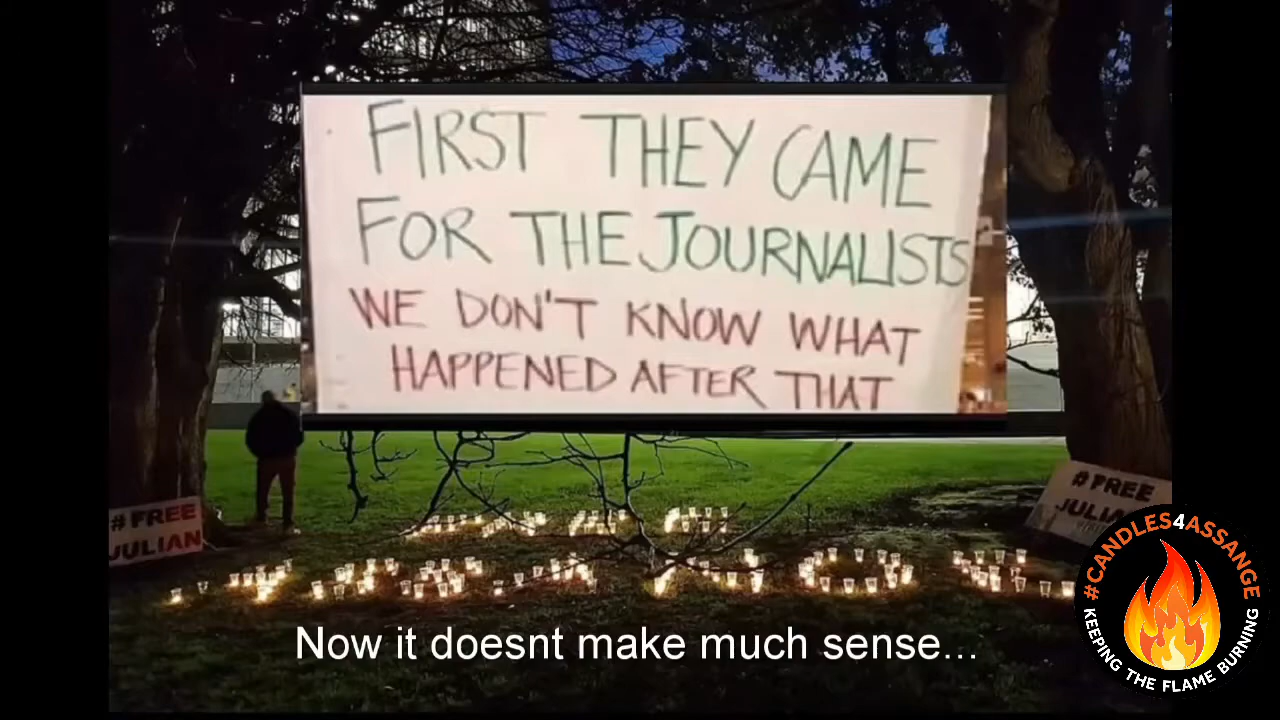 FIRST THEY CAME
FOR THE JOURNALISTS
WE DON'T KNOW WHAT
HAPPENED AFTER THAT
# FREE
JULIAN
# FREE
JULIAN
#CANDLES4ASSANGE
KEEPING THE FLAME BURNING
Now it doesnt make much sense...